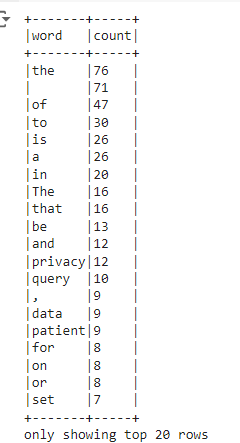 +-------+-----+
|word   |count|
+-------+-----+
|the    |76   |
|       |71   |
|of     |47   |
|to     |30   |
|is     |26   |
|a      |26   |
|in     |20   |
|The    |16   |
|that   |16   |
|be     |13   |
|and    |12   |
|privacy|12   |
|query  |10   |
|,      |9    |
|data   |9    |
|patient|9    |
|for    |8    |
|on     |8    |
|or     |8    |
|set    |7    |
+-------+-----+
only showing top 20 rows